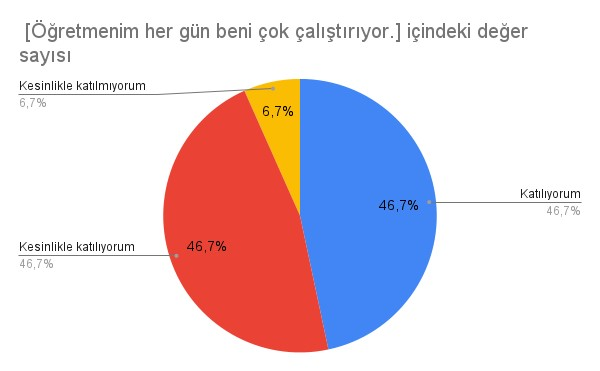 [Öğretmenim her gün beni çok çalıştırıyor.] içindeki değer
sayısı
Kesinlikle katılmıyorum
6,7%
6,7%
Katılıyorum
46,7%
46,7%
Kesinlikle katılıyorum
46,7%
46,7%